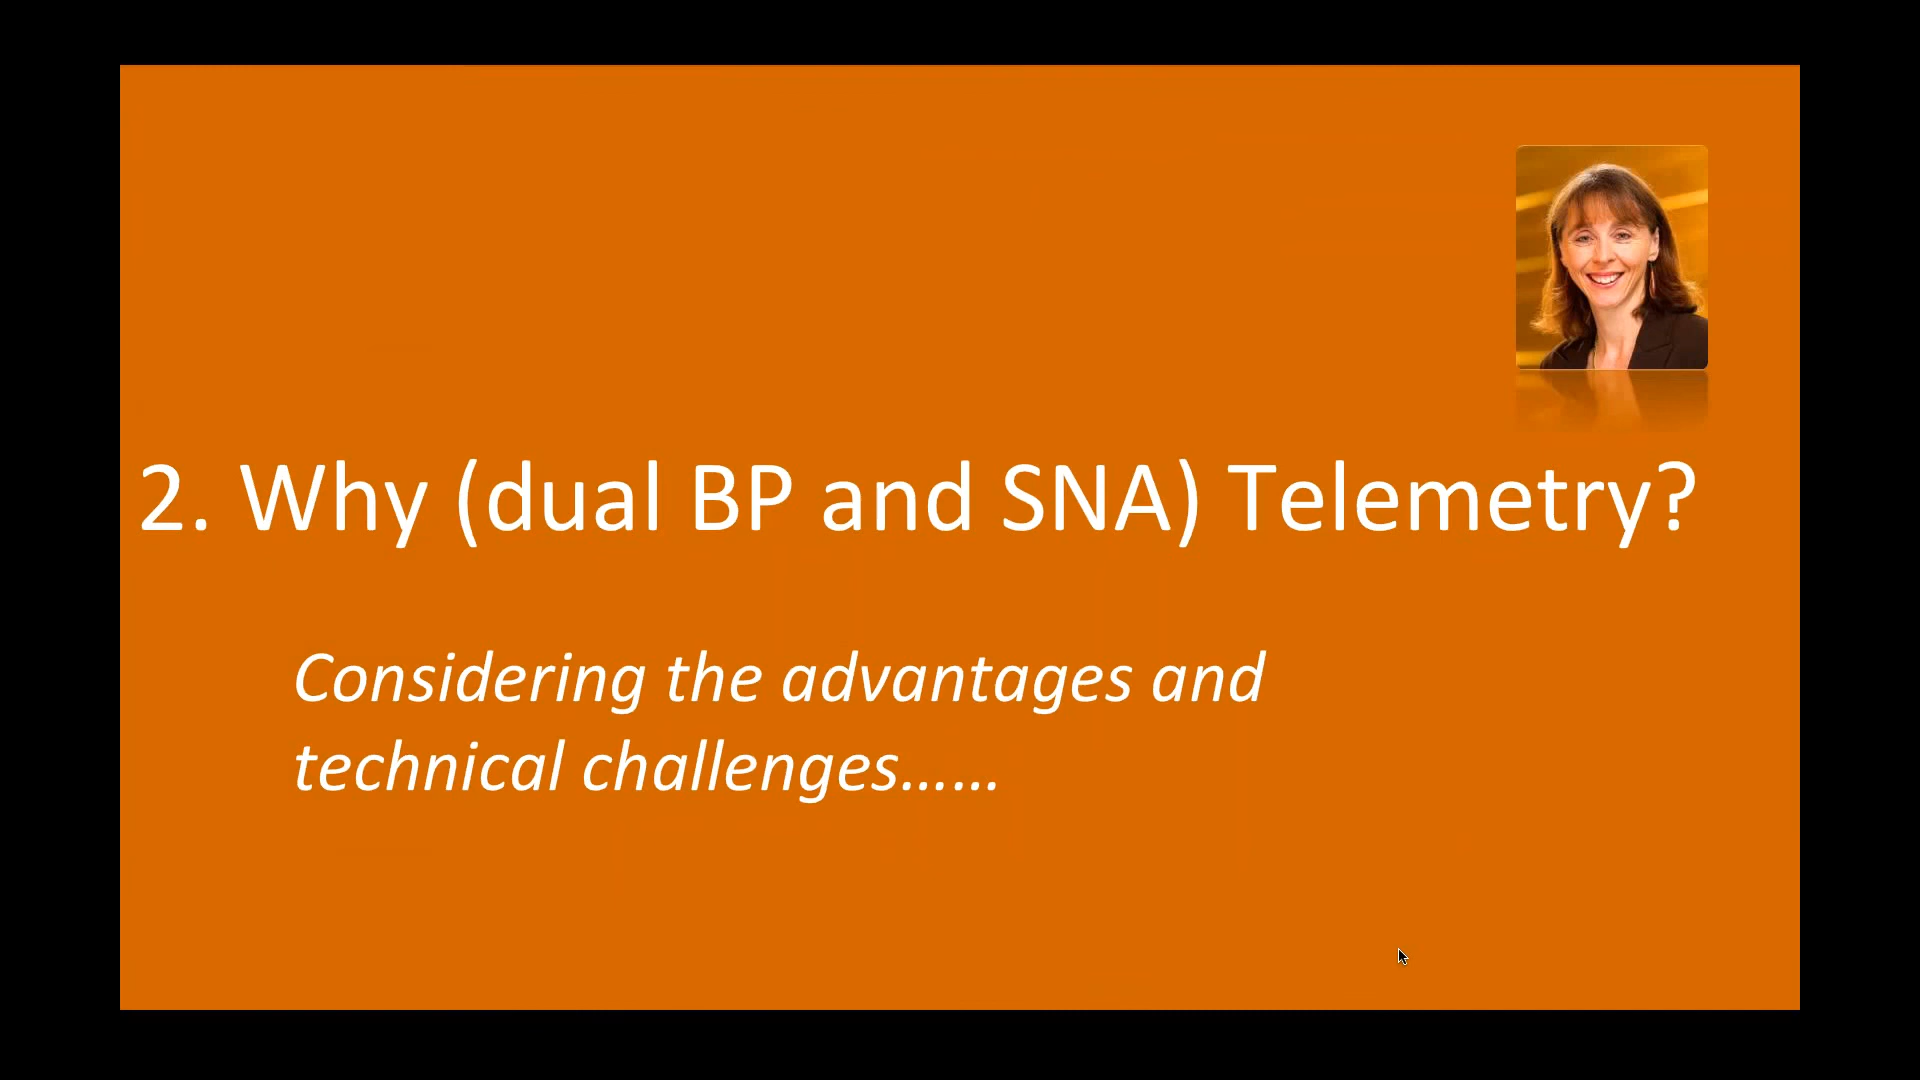 2. Why (dual BP and SNA) Telemetry?
Considering the advantages and
technical challenges……